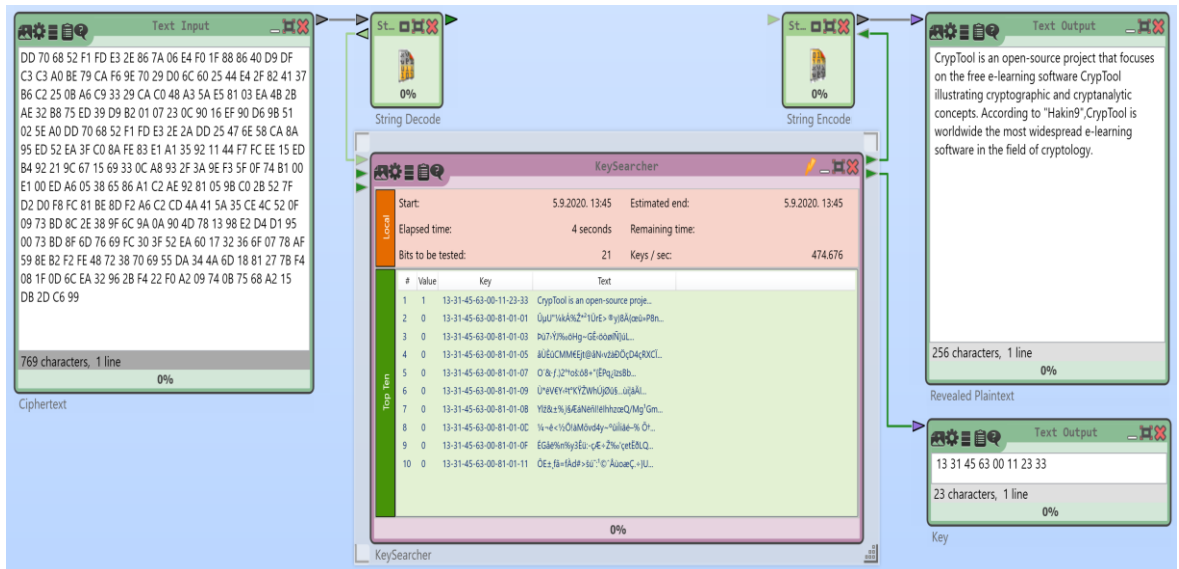 Text Input
DD 70 68 52 F1 FD E3 2E 86 7A 06 E4 F0 1F 88 86 40 D9 DF
C3 C3 A0 BE 79 CA F6 9E 70 29 D0 6C 60 25 44 E4 2F 82 41 37
B6 C2 25 0B A6 C9 33 29 CA C0 48 A3 5A E5 81 03 EA 4B 2B
AE 32 B8 75 ED 39 D9 B2 01 07 23 0C 90 16 EF 90 D6 9B 51
02 5E A0 DD 70 68 52 F1 FD E3 2E 2A DD 25 47 6E 58 CA 8A
95 ED 52 EA 3F C0 8A FE 83 E1 A1 35 92 11 44 F7 FC EE 15 ED
B4 92 21 9C 67 15 69 33 0C A8 93 2F 3A 9E F3 5F 0F 74 B1 00
E1 00 ED A6 05 38 65 86 A1 C2 AE 92 81 05 9B C0 2B 52 7F
D2 D0 F8 FC 81 BE 8D F2 A6 C2 CD 4A 41 5A 35 CE 4C 52 0F
09 73 BD 8C 2E 38 9F 6C 9A 0A 90 4D 78 13 98 E2 D4 D1 95
00 73 BD 8F 6D 76 69 FC 30 3F 52 EA 60 17 32 36 6F 07 78 AF
59 8E B2 F2 FE 48 72 38 70 69 55 DA 34 4A 6D 18 81 27 7B F4
08 1F 0D 6C EA 32 96 2B F4 22 F0 A2 09 74 0B 75 68 A2 15
DB 2D C6 99
769 characters, 1 line
0%
Ciphertext
St...
0%
String Decode
St...
0%
String Encode
KeySearcher
Local
Start: 5.9.2020. 13:45 Estimated end: 5.9.2020. 13:45
Elapsed time: 4 seconds Remaining time:
Bits to be tested: 21 Keys / sec: 474.676
Top Ten
# Value Key Text
1 1 13-31-45-63-00-11-23-33 CrypTool is an open-source proje...
2 0 13-31-45-63-00-81-01-01
3 0 13-31-45-63-00-81-01-03
4 0 13-31-45-63-00-81-01-05
5 0 13-31-45-63-00-81-01-07
6 0 13-31-45-63-00-81-01-09
7 0 13-31-45-63-00-81-01-0B
8 0 13-31-45-63-00-81-01-0D
9 0 13-31-45-63-00-81-01-0F
10 0 13-31-45-63-00-81-01-11
0%
KeySearcher
Text Output
CrypTool is an open-source project that focuses
on the free e-learning software CrypTool
illustrating cryptographic and cryptanalytic
concepts. According to "Hakin9",CrypTool is
worldwide the most widespread e-learning
software in the field of cryptology.
256 characters, 1 line
0%
Revealed Plaintext
Text Output
13 31 45 63 00 11 23 33
23 characters, 1 line
0%
Key